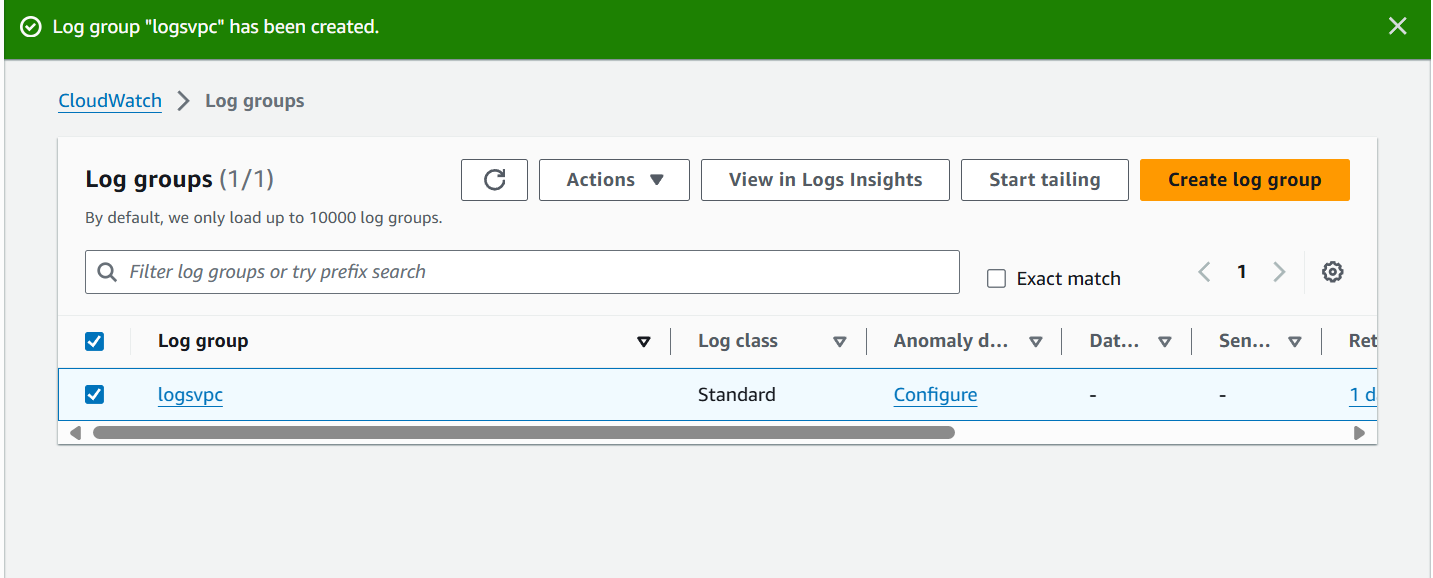 Log group "logsvpc" has been created.
CloudWatch > Log groups
Log groups (1/1) Actions View in Logs Insights Start tailing Create log group
By default, we only load up to 10000 log groups.
Filter log groups or try prefix search Exact match 1
Log group Log class Anomaly d... Dat... Sen... Ret
logsvpc Standard Configure - - 1 d